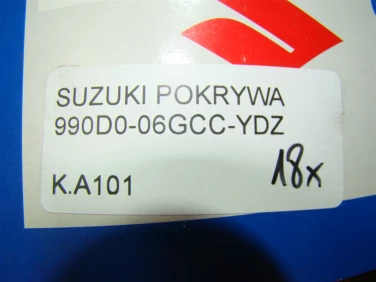 SUZUKI POKRYWA
990D0-06GCC-YDZ
K.A101
18x